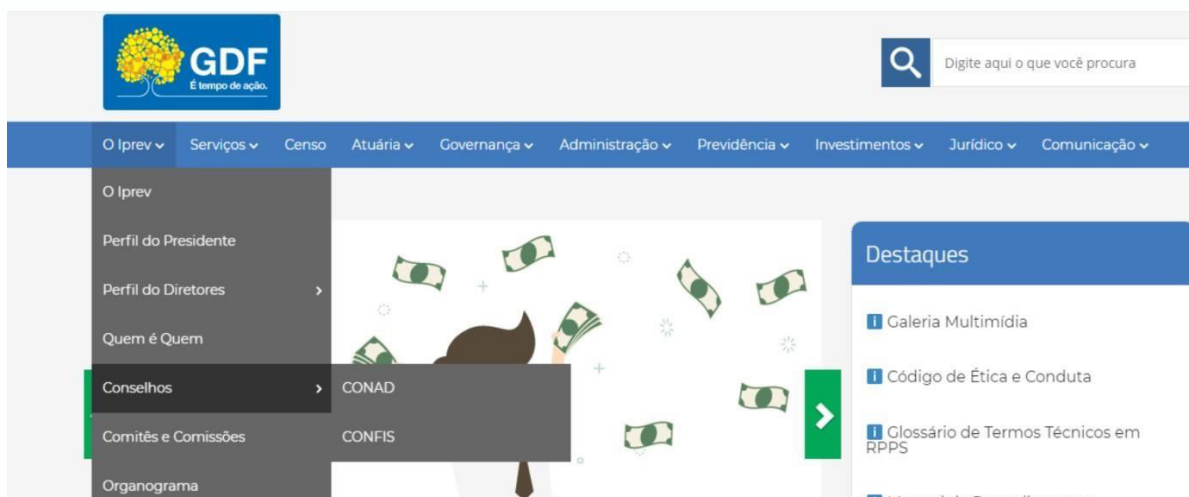 GDF
É tempo de ação.
Digite aqui o que você procura
O Iprev Serviços Censo Atuária Governança Administração Previdência Investimentos Jurídico Comunicação
O Iprev
Perfil do Presidente
Perfil do Diretores
Quem é Quem
Conselhos
CONAD
Comitês e Comissões
CONFIS
Organograma
Destaques
Galeria Multimídia
Código de Ética e Conduta
Glossário de Termos Técnicos em
RPPS